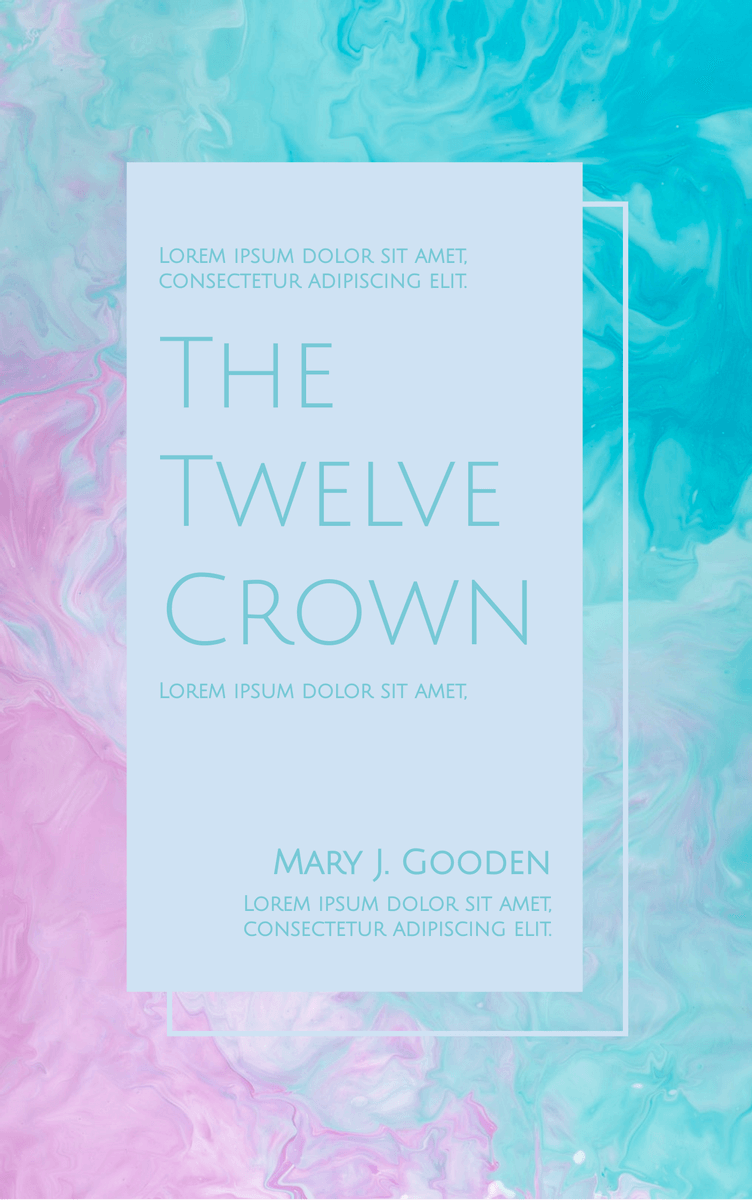 Lorem ipsum dolor sit amet,
consectetur adipiscing elit.
The
Twelve
Crown
Lorem ipsum dolor sit amet,
Mary J. Gooden
Lorem ipsum dolor sit amet,
consectetur adipiscing elit.